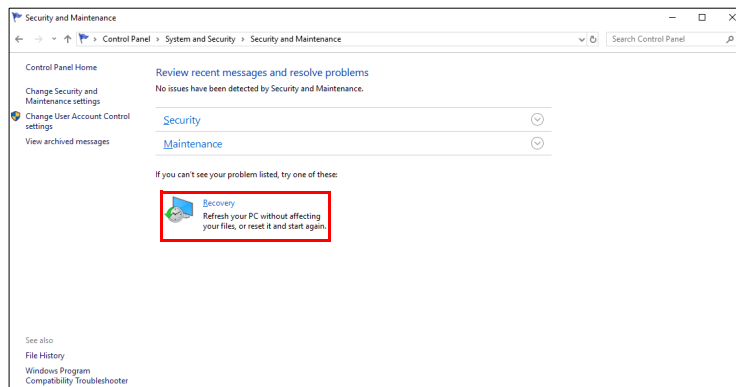 Security and Maintenance
Control Panel > System and Security > Security and Maintenance
Search Control Panel
Control Panel Home
Change Security and
Maintenance settings
Change User Account Control
settings
View archived messages
Review recent messages and resolve problems
No issues have been detected by Security and Maintenance.
Security
Maintenance
If you can't see your problem listed, try one of these:
Recovery
Refresh your PC without affecting
your files, or reset it and start again.
See also
File History
Windows Program
Compatibility Troubleshooter